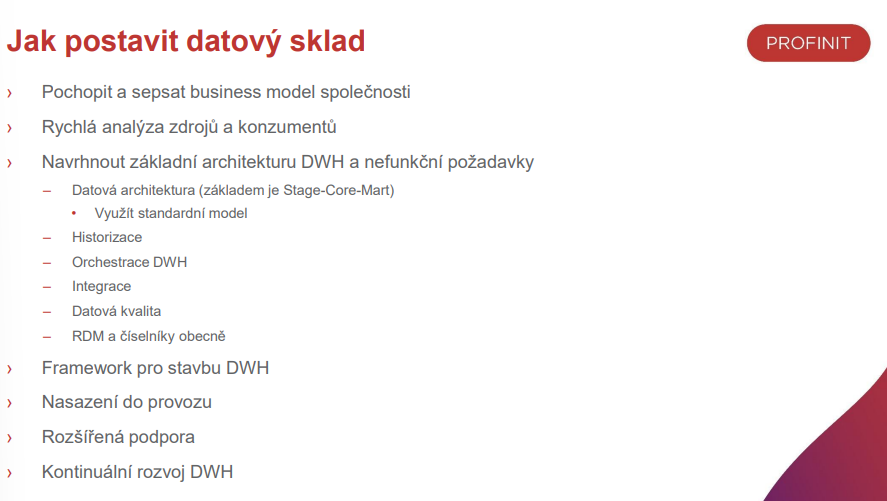 Jak postavit datový sklad
PROFINIT
› Pochopit a sepsat business model společnosti
› Rychlá analýza zdrojů a konzumentů
› Navrhnout základní architekturu DWH a nefunkční požadavky
– Datová architektura (základem je Stage-Core-Mart)
• Využít standardní model
– Historizace
– Orchestrace DWH
– Integrace
– Datová kvalita
– RDM a číselníky obecně
› Framework pro stavbu DWH
› Nasazení do provozu
› Rozšířená podpora
› Kontinuální rozvoj DWH